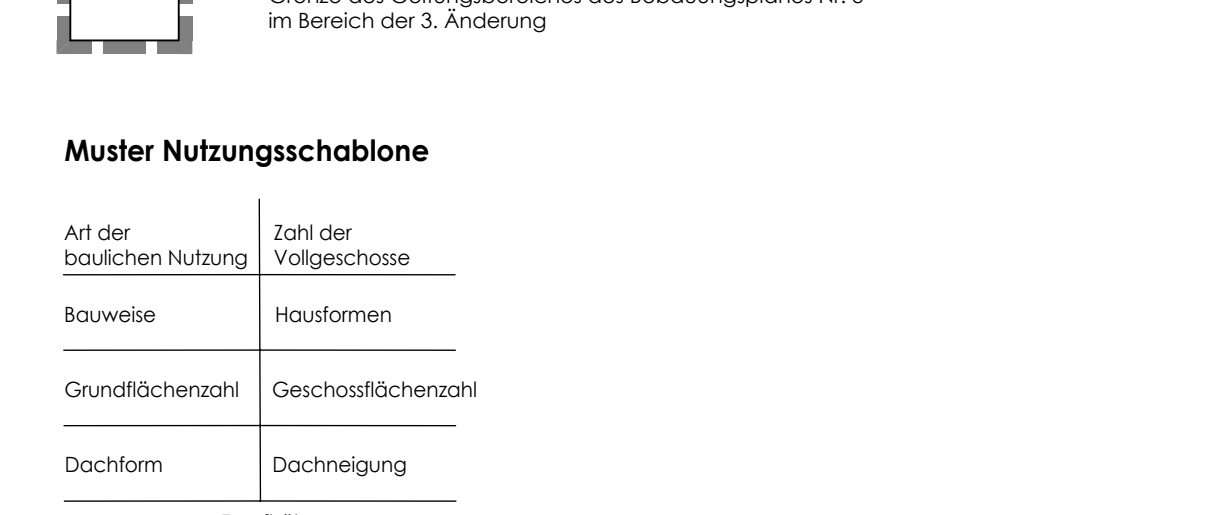 Grenze des Geltungsbereiches des Bebauungsplanes Nr.
im Bereich der 3. Änderung
Muster Nutzungsschablone
Art der
baulichen Nutzung
Zahl der
Vollgeschosse
Bauweise
Hausformen
Grundflächenzahl
Geschossflächenzahl
Dachform
Dachneigung